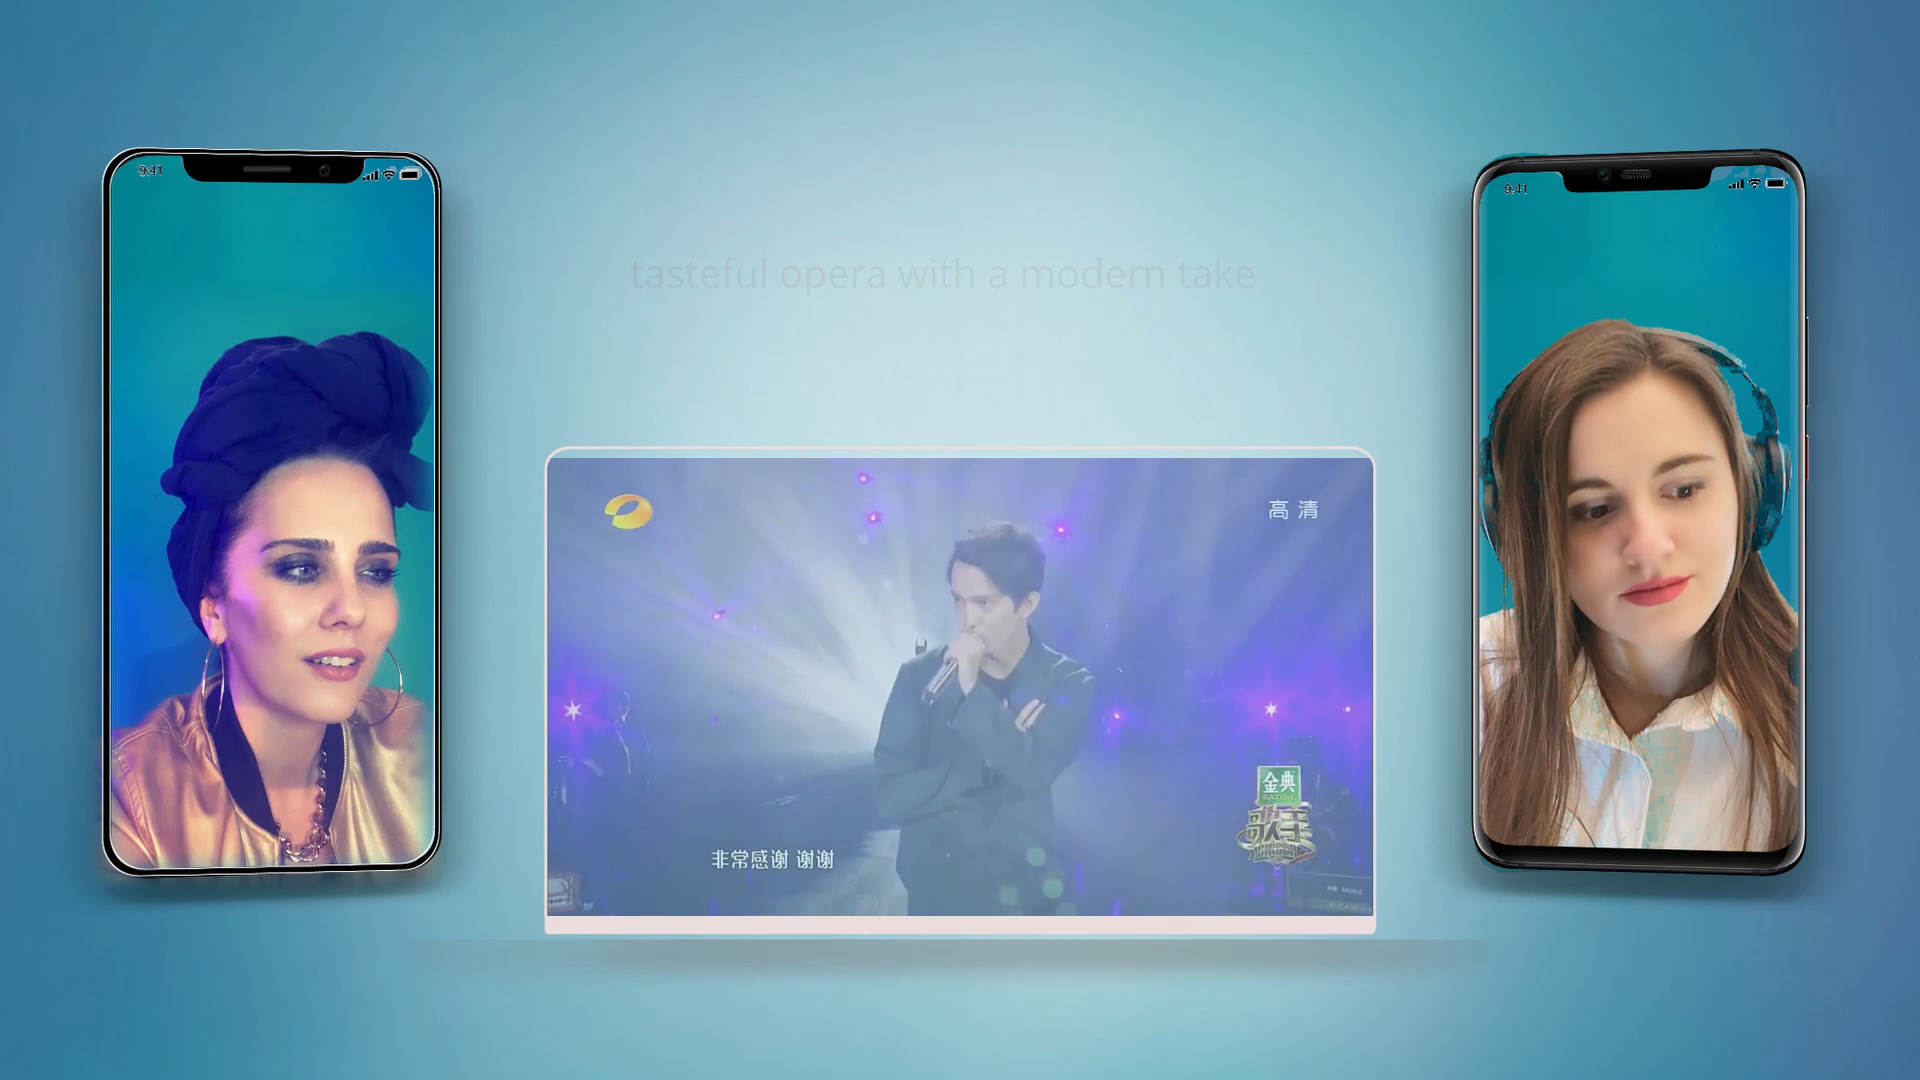 9:41
9:41
tasteful opera with a modern take
高清
金典
SATINE
歌手
非常感谢 谢谢